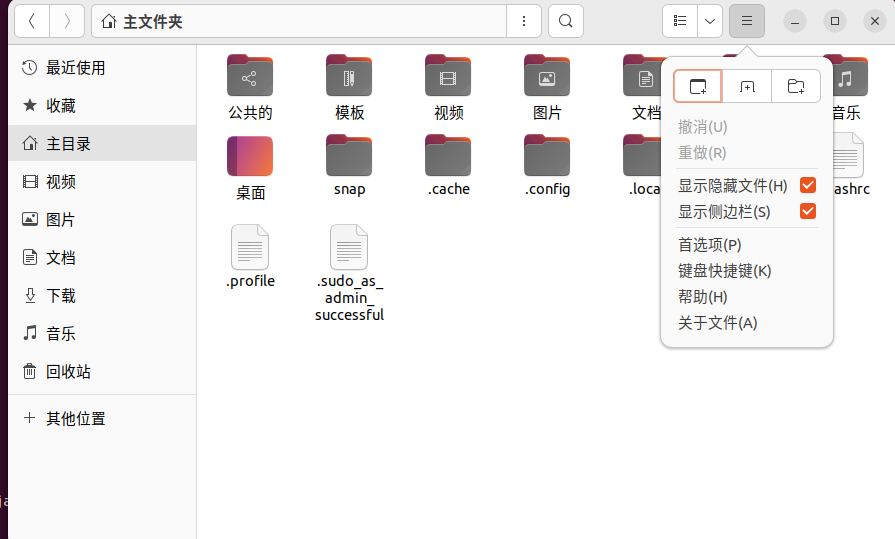 主文件夹
最近使用
收藏
主目录
视频
图片
文档
下载
音乐
回收站
其他位置
公共的
模板
视频
图片
文档
音乐
桌面
snap
.cache
.config
.loca
ashrc
.profile
.sudo_as_
admin_
successful
撤消(U)
重做(R)
显示隐藏文件(H)
显示侧边栏(S)
首选项(P)
键盘快捷键(K)
帮助(H)
关于文件(A)
ja